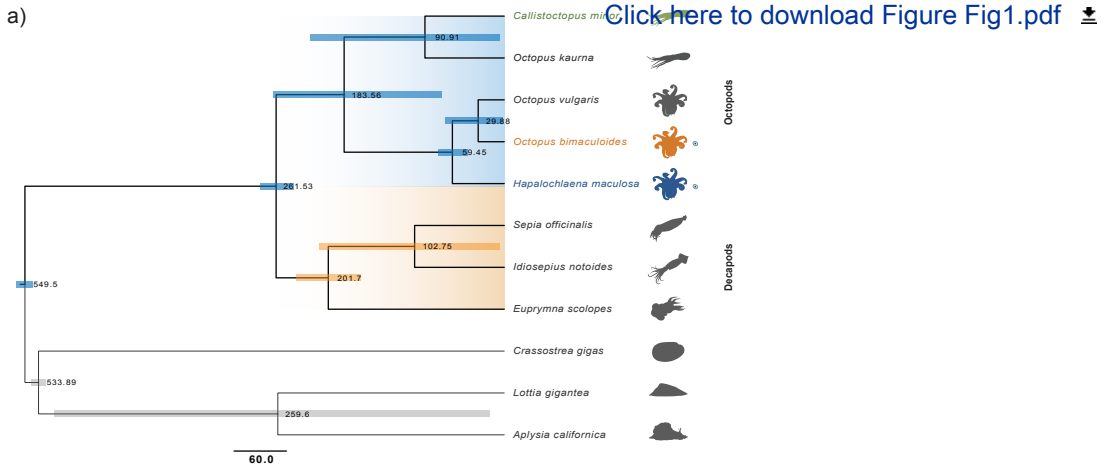 a)
Click here to download Figure Fig1.pdf
Callistoctopus minor
90.91
Octopus kaurna
183.56
Octopus vulgaris
29.88
Octopus bimaculoides
59.45
Hapalochlaena maculosa
261.53
Octopods
Sepia officinalis
102.75
Idiosepius notoides
201.7
Euprymna scolopes
Decapods
549.5
Crassostrea gigas
533.89
Lottia gigantea
259.6
Aplysia californica
60.0